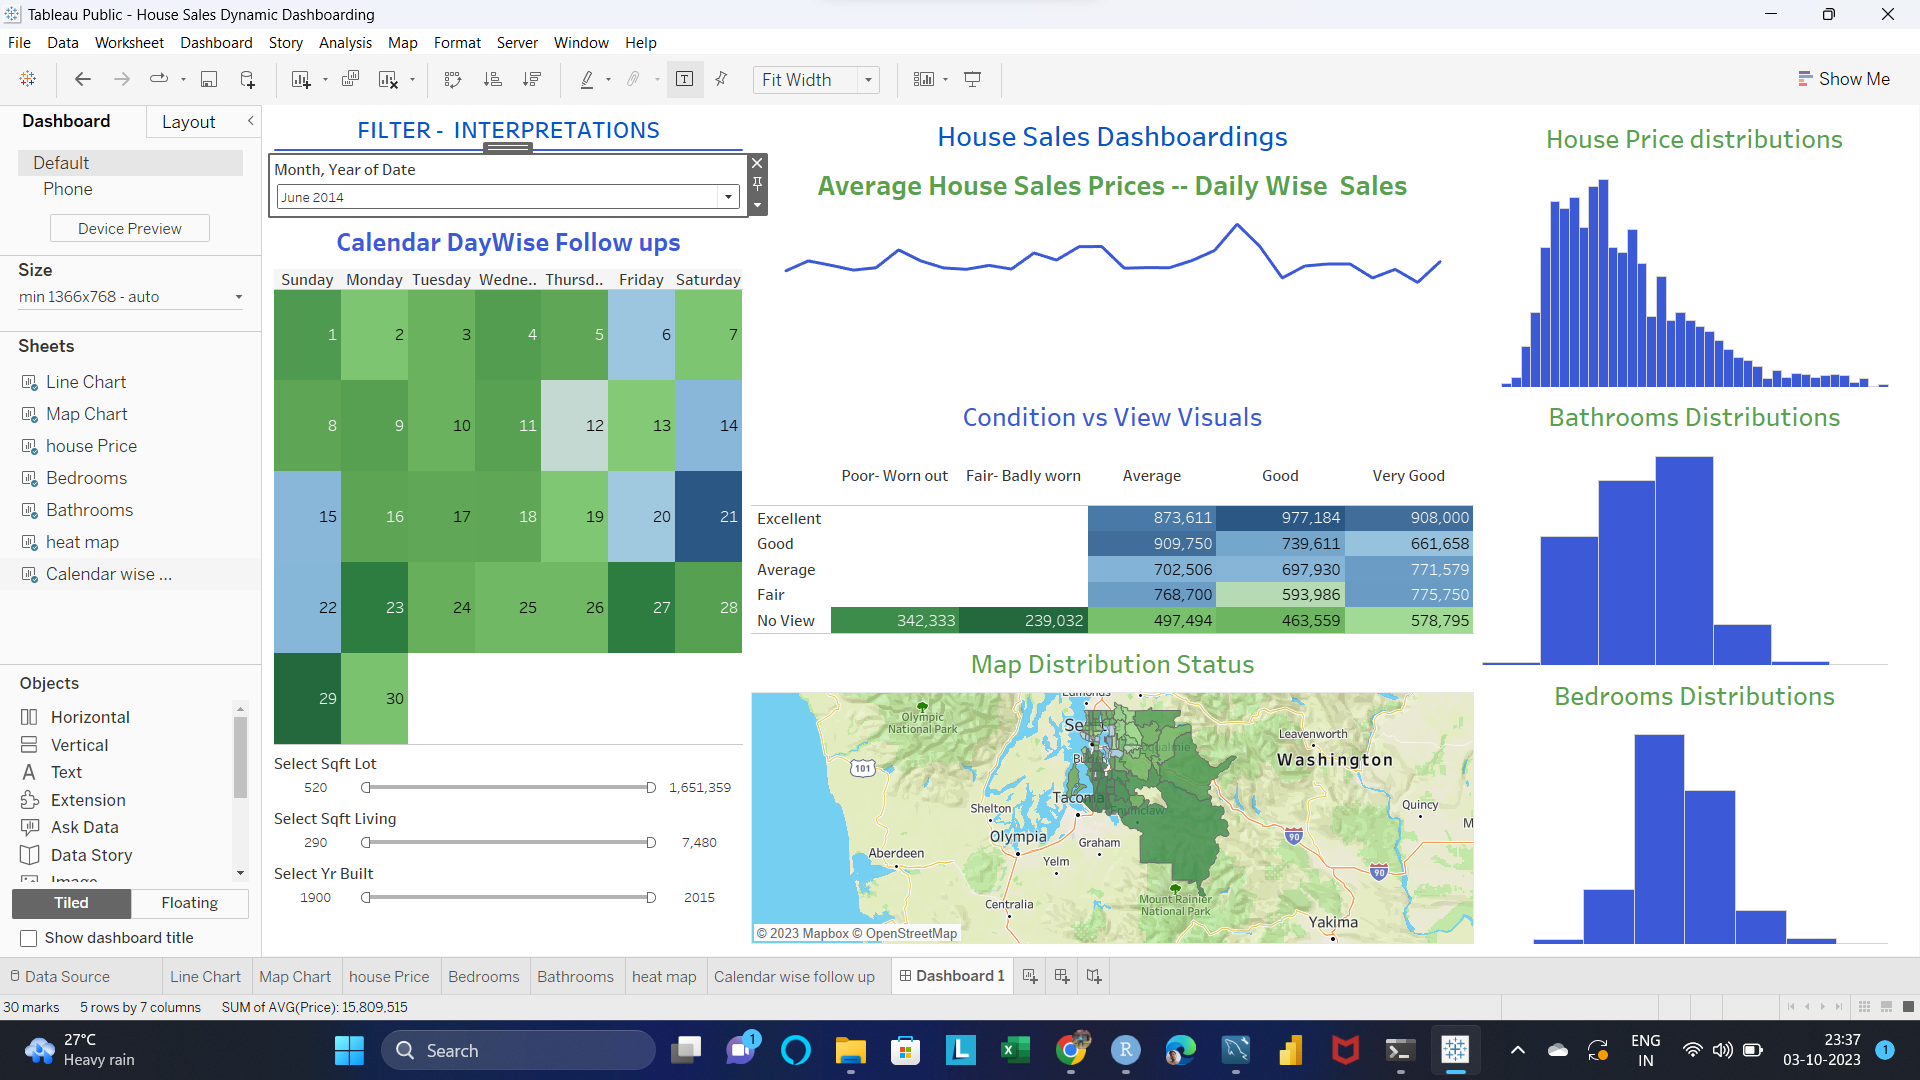 Tableau Public - House Sales Dynamic Dashboarding
File Data Worksheet Dashboard Story Analysis Map Format Server Window Help
Fit Width
Show Me
Dashboard Layout
Default
Phone
Device Preview
Size
min 1366x768 - auto
Sheets
Line Chart
Map Chart
house Price
Bedrooms
Bathrooms
heat map
Calendar wise ...
Objects
Horizontal
Vertical
Text
Extension
Ask Data
Data Story
Image
Tiled Floating
Show dashboard title
FILTER - INTERPRETATIONS
Month, Year of Date
June 2014
Calendar DayWise Follow ups
Sunday Monday Tuesday Wedne.. Thursd.. Friday Saturday
1 2 3 4 5 6 7
8 9 10 11 12 13 14
15 16 17 18 19 20 21
22 23 24 25 26 27 28
29 30
Select Sqft Lot
520 1,651,359
Select Sqft Living
290 7,480
Select Yr Built
1900 2015
House Sales Dashboardings
Average House Sales Prices -- Daily Wise Sales
Condition vs View Visuals
Poor- Worn out Fair- Badly worn Average Good Very Good
Excellent 873,611 977,184 908,000
Good 909,750 739,611 661,658
Average 702,506 697,930 771,579
Fair 768,700 593,986 775,750
No View 342,333 239,032 497,494 463,559 578,795
Map Distribution Status
Edmonds
Olympic
National Park
Leavenworth
Washington
101
Tacoma
Enumclaw
Shelton
Quincy
Olympia
Graham
90
Aberdeen
Yelm
90
Mount Rainier
National Park
Centralia
Yakima
© 2023 Mapbox © OpenStreetMap
House Price distributions
Bathrooms Distributions
Bedrooms Distributions
Data Source Line Chart Map Chart house Price Bedrooms Bathrooms heat map Calendar wise follow up Dashboard 1
30 marks 5 rows by 7 columns SUM of AVG(Price): 15,809,515
27°C
Heavy rain
Search
1
L
X
R
ENG
IN
23:37
03-10-2023
1